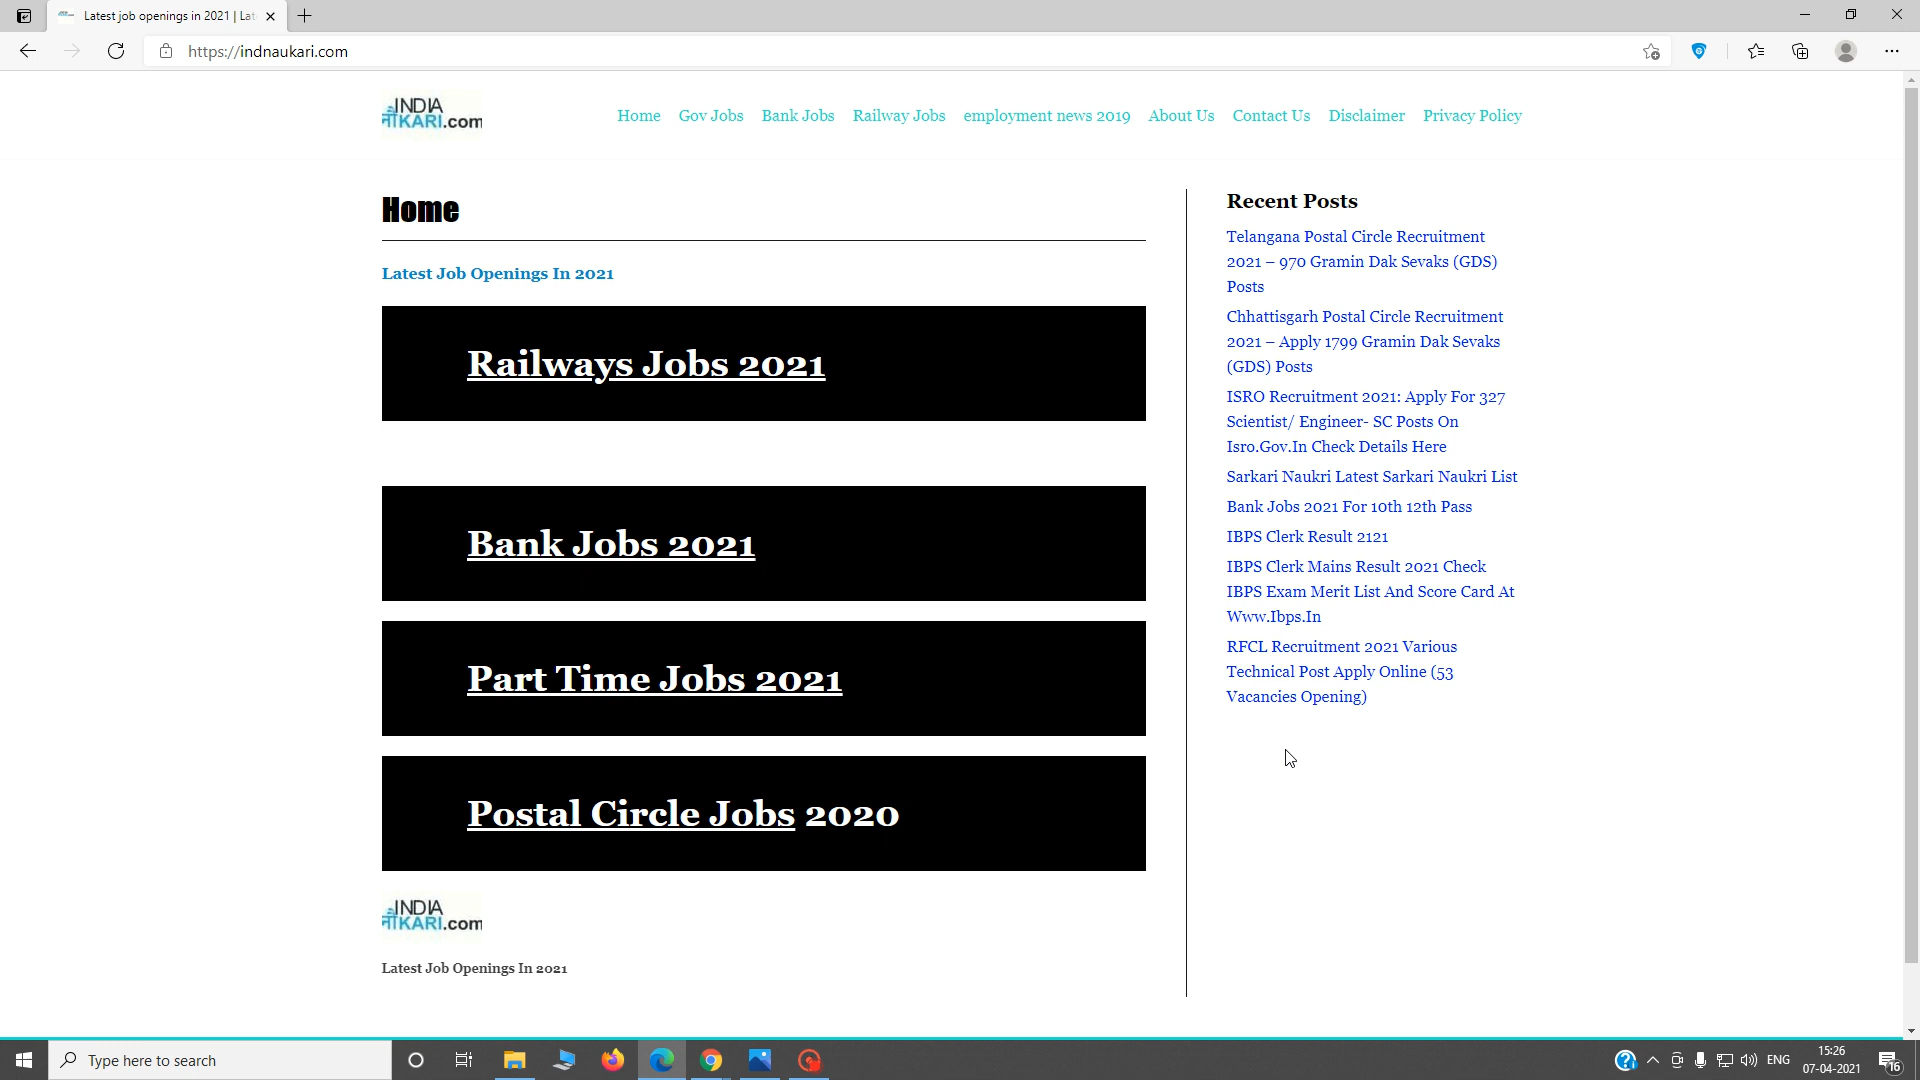 Latest job openings in 2021 | Lat
https://indnaukari.com
INDIA
KARI.com
Home Gov Jobs Bank Jobs Railway Jobs employment news 2019 About Us Contact Us Disclaimer Privacy Policy
Home
Latest Job Openings In 2021
Railways Jobs 2021
Bank Jobs 2021
Part Time Jobs 2021
Postal Circle Jobs 2020
INDIA
KARI.com
Latest Job Openings In 2021
Recent Posts
Telangana Postal Circle Recruitment
2021 – 970 Gramin Dak Sevaks (GDS)
Posts
Chhattisgarh Postal Circle Recruitment
2021 – Apply 1799 Gramin Dak Sevaks
(GDS) Posts
ISRO Recruitment 2021: Apply For 327
Scientist/ Engineer- SC Posts On
Isro.Gov.In Check Details Here
Sarkari Naukri Latest Sarkari Naukri List
Bank Jobs 2021 For 10th 12th Pass
IBPS Clerk Result 2121
IBPS Clerk Mains Result 2021 Check
IBPS Exam Merit List And Score Card At
Www.Ibps.In
RFCL Recruitment 2021 Various
Technical Post Apply Online (53
Vacancies Opening)
Type here to search
ENG
15:26
07-04-2021
16